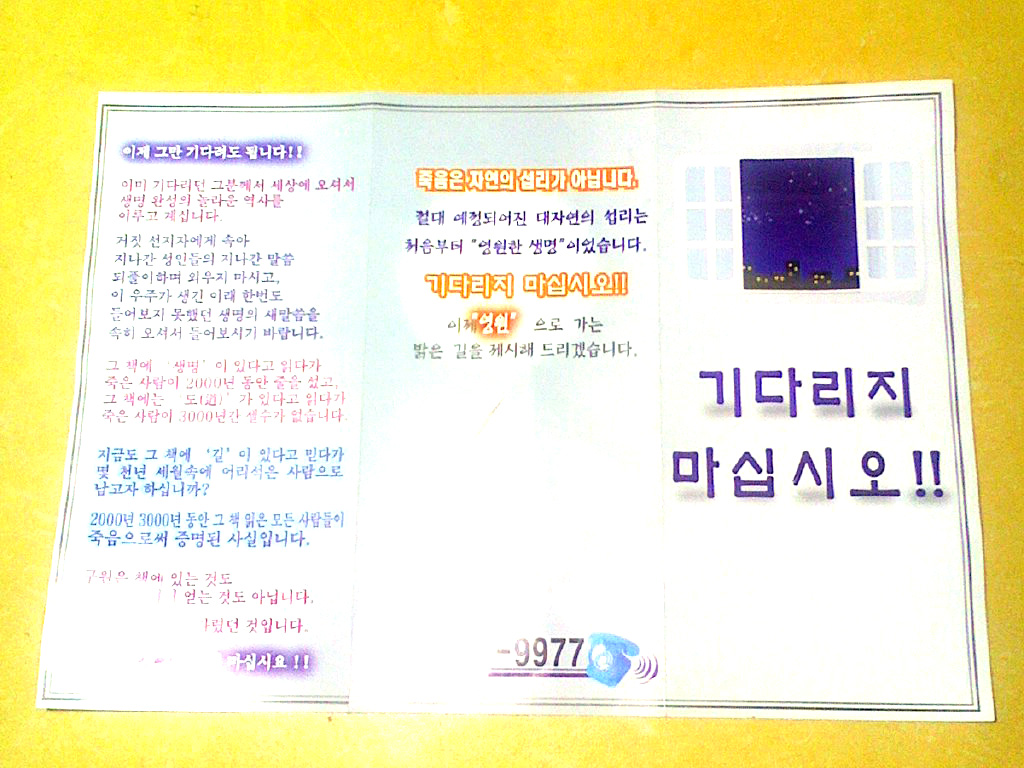 이제 그만 기다려도 됩니다!!
이미 기다리던 그분께서 세상에 오셔서
생명 완성의 놀라운 역사를
이루고 계십니다.
거짓 선지자에게 속아
지나간 성인들의 지나간 말씀
되풀이하며 외우지 마시고,
이 우주가 생긴 이래 한번도
들어보지 못했던 생명의 새말씀을
속히 오셔서 들어보시기 바랍니다.
그 책에 '생명' 이 있다고 읽다가
죽은 사람이 2000년 동안 줄을 섰고,
그 책에는 '도(道)' 가 있다고 읽다가
죽은 사람이 3000년간 셀수가 없습니다.
지금도 그 책에 '길' 이 있다고 믿다가
몇 천년 세월속에 어리석은 사람으로
남고자 하십니까?
2000년 3000년 동안 그 책 읽은 모든 사람들이
죽음으로써 증명된 사실입니다.
구원은 책에 있는 것도
얻는 것도 아닙니다.
것입니다.
마십시요 !!
죽음은 자연의 섭리가 아닙니다.
절대 예정되어진 대자연의 섭리는
처음부터 "영원한 생명"이었습니다.
기다리지 마십시오!!
이제 '영원' 으로 가는
밝은 길을 제시해 드리겠습니다.
-9977
기다리지
마십시오!!